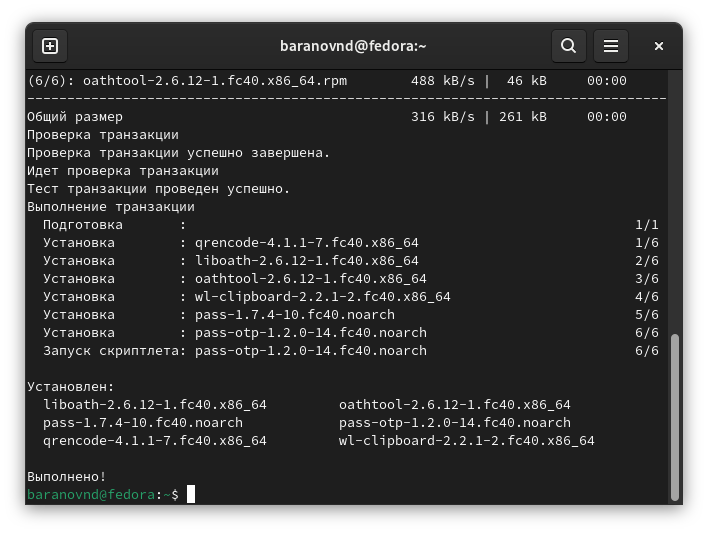 baranovnd@fedora:~
(6/6): oathtool-2.6.12-1.fc40.x86_64.rpm        488 kB/s |  46 kB     00:00
--------------------------------------------------------------------------------
Общий размер                                    316 kB/s | 261 kB     00:00
Проверка транзакции
Проверка транзакции успешно завершена.
Идет проверка транзакции
Тест транзакции проведен успешно.
Выполнение транзакции
  Подготовка       :                                                        1/1
  Установка        : qrencode-4.1.1-7.fc40.x86_64                           1/6
  Установка        : liboath-2.6.12-1.fc40.x86_64                           2/6
  Установка        : oathtool-2.6.12-1.fc40.x86_64                          3/6
  Установка        : wl-clipboard-2.2.1-2.fc40.x86_64                       4/6
  Установка        : pass-1.7.4-10.fc40.noarch                              5/6
  Установка        : pass-otp-1.2.0-14.fc40.noarch                          6/6
  Запуск скриптлета: pass-otp-1.2.0-14.fc40.noarch                          6/6
Установлен:
  liboath-2.6.12-1.fc40.x86_64         oathtool-2.6.12-1.fc40.x86_64
  pass-1.7.4-10.fc40.noarch            pass-otp-1.2.0-14.fc40.noarch
  qrencode-4.1.1-7.fc40.x86_64         wl-clipboard-2.2.1-2.fc40.x86_64
Выполнено!
baranovnd@fedora:~$